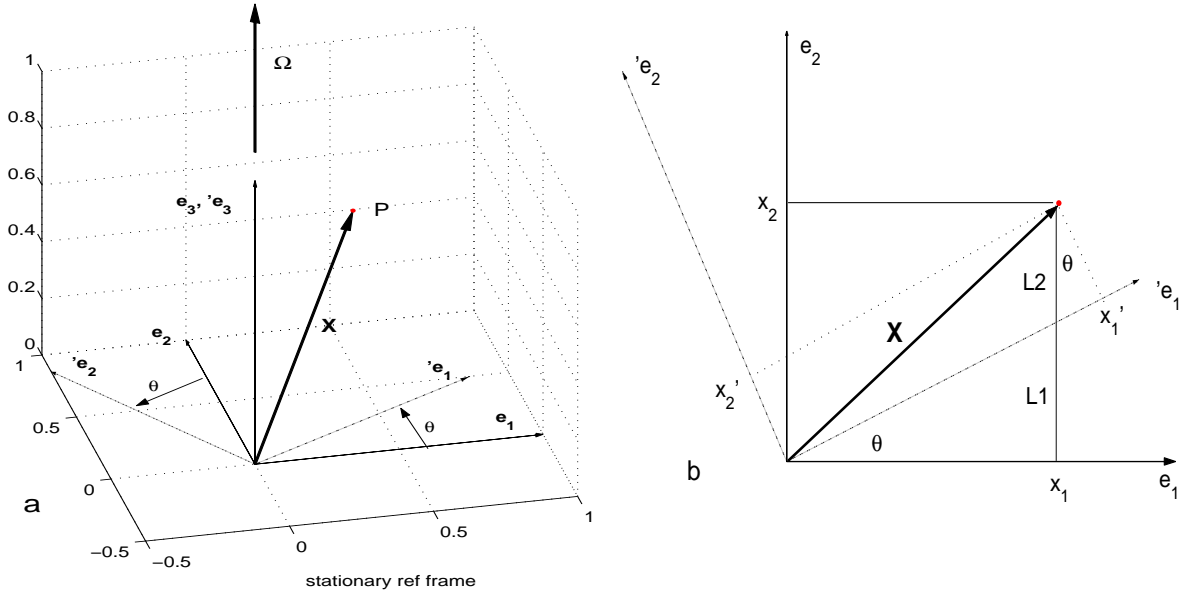 Ω
1
0.8
0.6
0.4
0.2
0
e3, 'e3
P
x
e2
'e2
'e1
θ
θ
e1
1
0.5
0
−0.5
−0.5
0
0.5
1
a
stationary ref frame
'e2
e2
x2
L2
θ
'e1
x1'
X
x2'
L1
θ
b
x1
e1